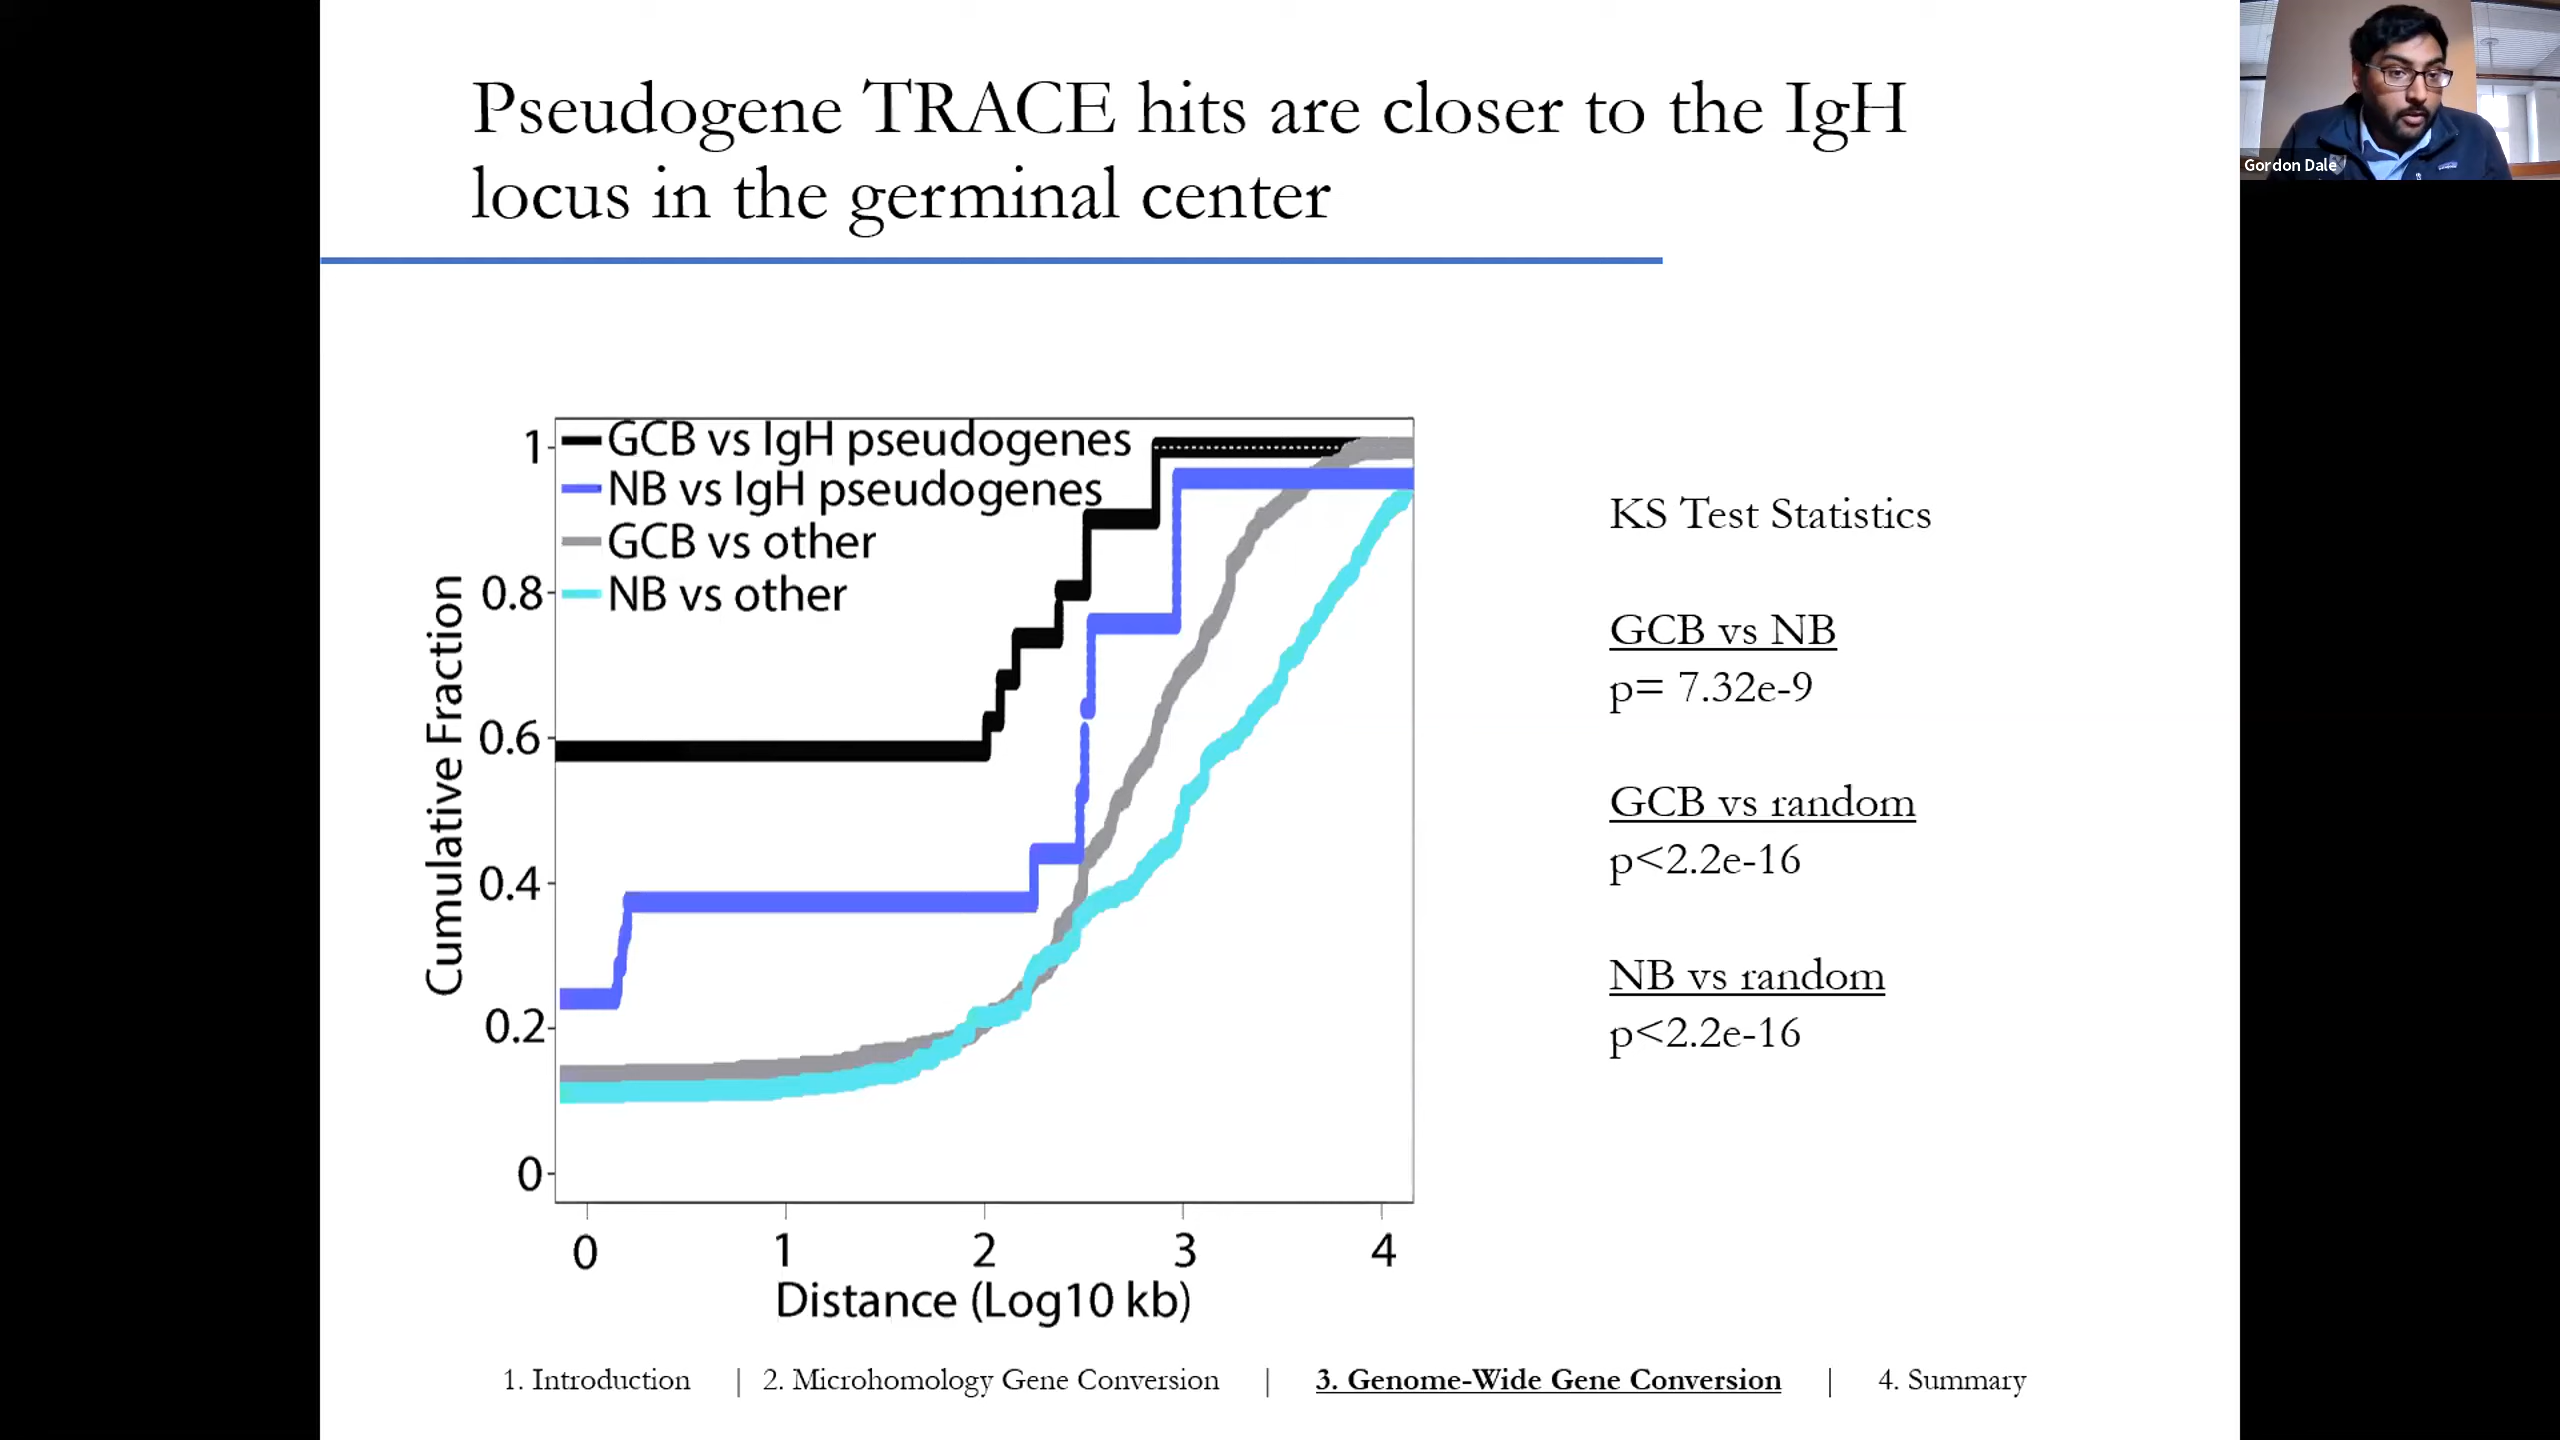 Pseudogene TRACE hits are closer to the IgH
locus in the germinal center
Gordon Dale
GCB vs IgH pseudogenes
NB vs IgH pseudogenes
GCB vs other
NB vs other
Cumulative Fraction
1
0.8
0.6
0.4
0.2
0
0 1 2 3 4
Distance (Log10 kb)
KS Test Statistics
GCB vs NB
p= 7.32e-9
GCB vs random
p<2.2e-16
NB vs random
p<2.2e-16
1. Introduction | 2. Microhomology Gene Conversion | 3. Genome-Wide Gene Conversion | 4. Summary